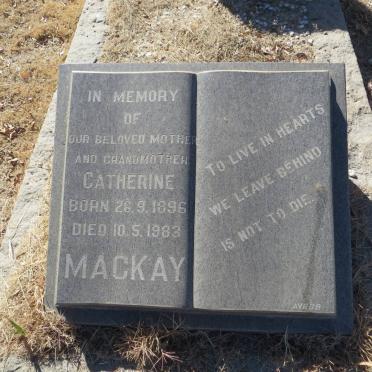 IN MEMORY
OF
OUR BELOVED MOTHER
AND GRANDMOTHER
CATHERINE
BORN 26.9.1896
DIED 10.5.1983
MACKAY
TO LIVE IN HEARTS
WE LEAVE BEHIND
IS NOT TO DIE...